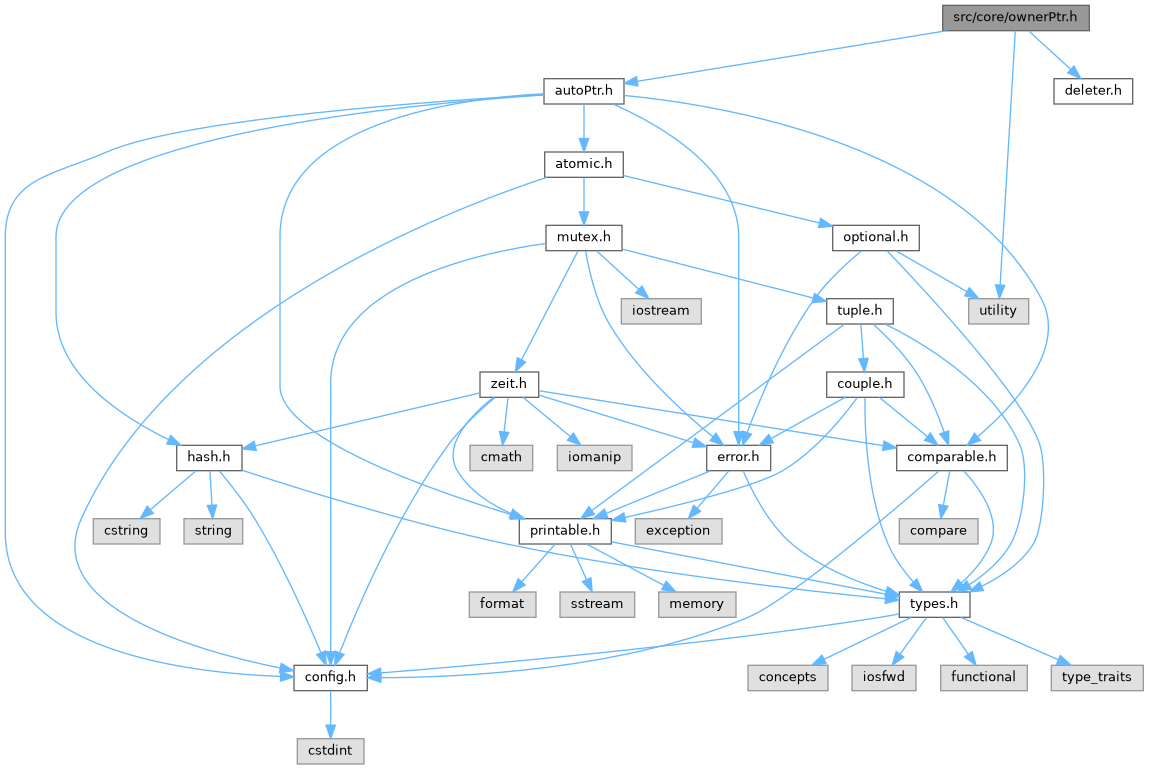 src/core/ownerPtr.h
autoPtr.h
deleter.h
atomic.h
mutex.h
optional.h
iostream
tuple.h
utility
zeit.h
couple.h
hash.h
cmath
iomanip
error.h
comparable.h
cstring
string
printable.h
exception
compare
format
sstream
memory
types.h
config.h
concepts
iosfwd
functional
type_traits
cstdint